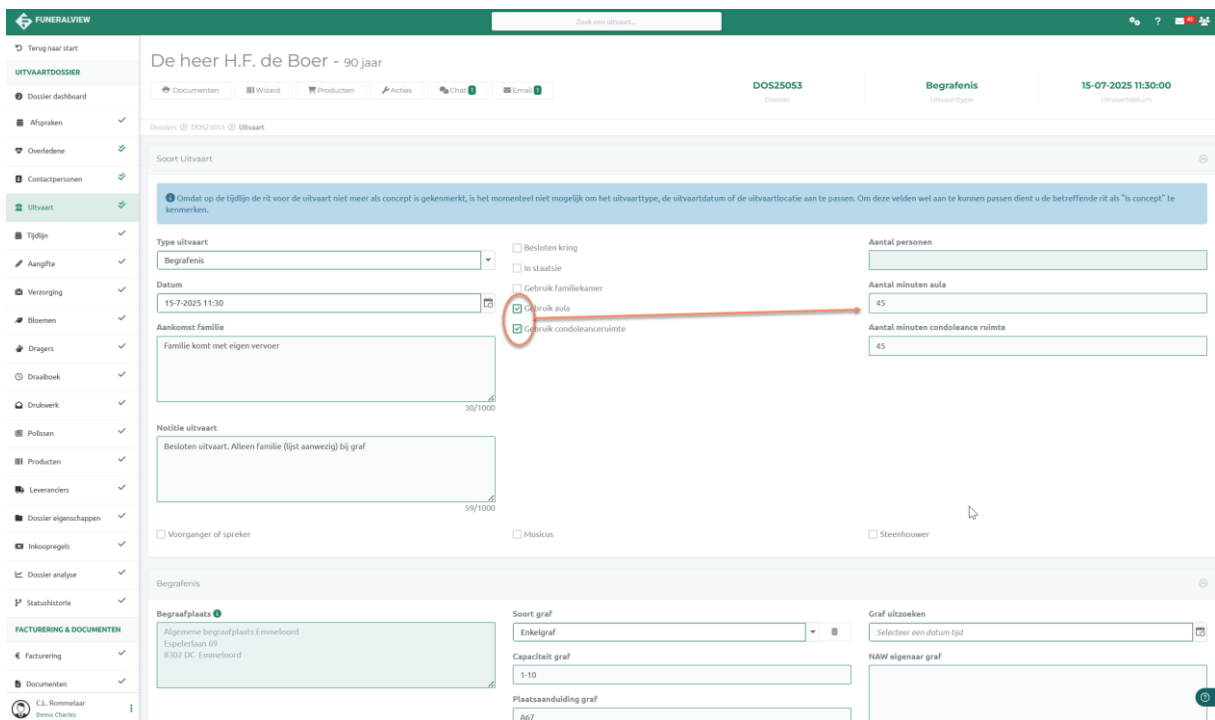 FUNERALVIEW
Zoek een uitvaart...
?
Terug naar start
UITVAARTDOSSIER
Dossier dashboard
Afspraken
Overledene
Contactpersonen
Uitvaart
Tijdlijn
Aangifte
Verzorging
Bloemen
Dragers
Draaiboek
Drukwerk
Polissen
Producten
Leveranciers
Dossier eigenschappen
Inkoopregels
Dossier analyse
Statushistorie
FACTURERING & DOCUMENTEN
Facturering
Documenten
C.L. Rommelaar
Demo Charles
De heer H.F. de Boer - 90 jaar
Documenten Wizard Producten Acties Chat 1 Email 1
DOS25053
Dossier
Begrafenis
Uitvaarttype
15-07-2025 11:30:00
Uitvaartdatum
Dossiers DOS25053 Uitvaart
Soort Uitvaart
Omdat op de tijdlijn de rit voor de uitvaart niet meer als concept is gekenmerkt, is het momenteel niet mogelijk om het uitvaarttype, de uitvaartdatum of de uitvaartlocatie aan te passen. Om deze velden wel aan te kunnen passen dient u de betreffende rit als "Is concept" te
kenmerken.
Type uitvaart
Begrafenis
Datum
15-7-2025 11:30
Aankomst familie
Familie komt met eigen vervoer
30/1000
Notitie uitvaart
Besloten uitvaart. Alleen familie (lijst aanwezig) bij graf
59/1000
Besloten kring
In staatsie
Gebruik familiekamer
Gebruik aula
Gebruik condoleanceruimte
Aantal personen
Aantal minuten aula
45
Aantal minuten condoleance ruimte
45
Voorganger of spreker
Musicus
Steenhouwer
Begrafenis
Begraafplaats
Algemene begraafplaats Emmeloord
Espelerlaan 69
8302 DC Emmeloord
Soort graf
Enkelgraf
Capaciteit graf
1-10
Plaatsaanduiding graf
A67
Graf uitzoeken
Selecteer een datum tijd
NAW eigenaar graf